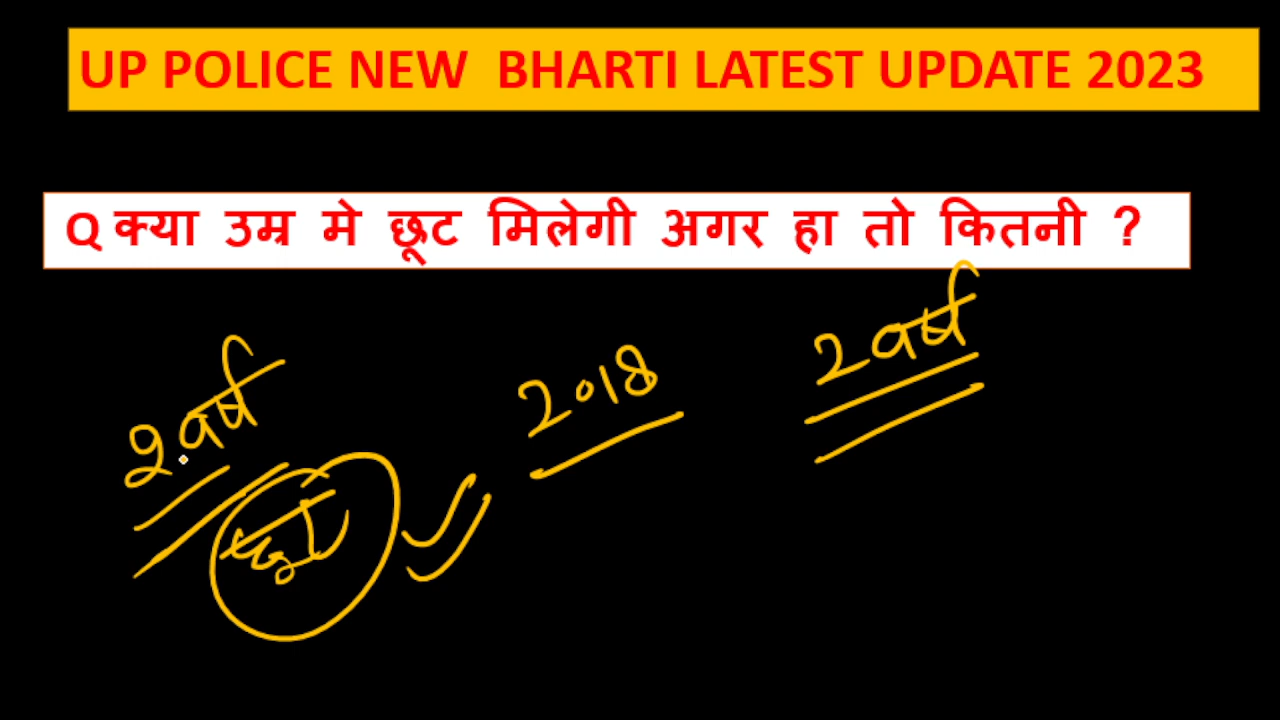 UP POLICE NEW BHARTI LATEST UPDATE 2023
Q क्या उम्र मे छूट मिलेगी अगर हा तो कितनी ?
2 वर्ष
2018
2 वर्ष